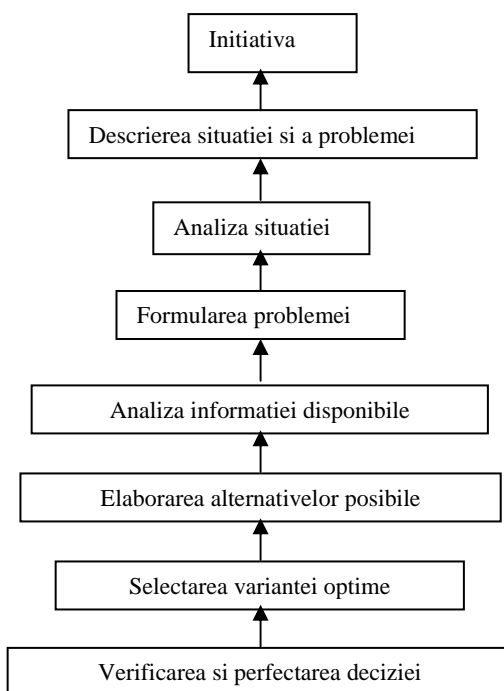 Initiativa
Descrierea situatiei si a problemei
Analiza situatiei
Formularea problemei
Analiza informatiei disponibile
Elaborarea alternativelor posibile
Selectarea variantei optime
Verificarea si perfectarea deciziei